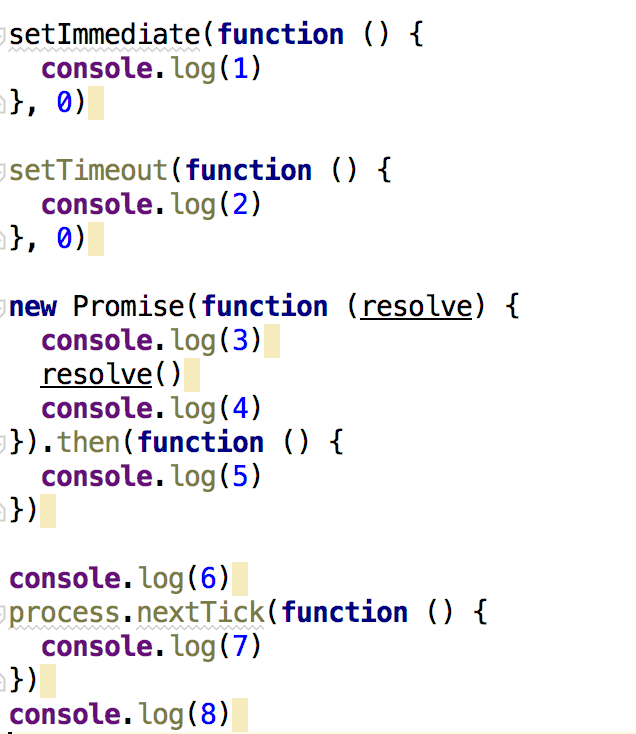 setImmediate(function () {
  console.log(1)
}, 0)

setTimeout(function () {
  console.log(2)
}, 0)

new Promise(function (resolve) {
  console.log(3)
  resolve()
  console.log(4)
}).then(function () {
  console.log(5)
})

console.log(6)
process.nextTick(function () {
  console.log(7)
})
console.log(8)